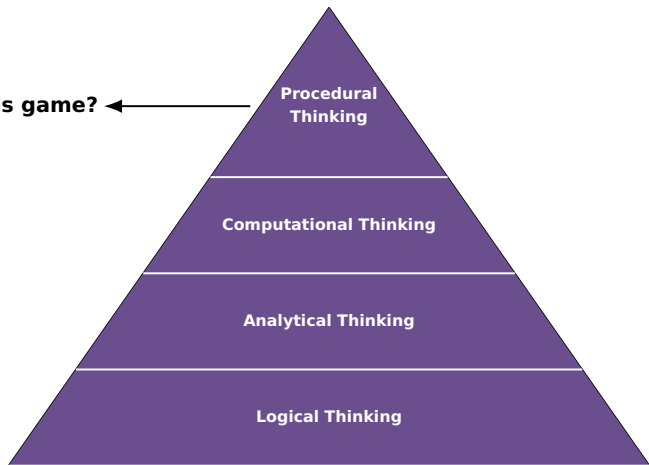 Procedural
s game?
Thinking
Computational Thinking
Analytical Thinking
Logical Thinking